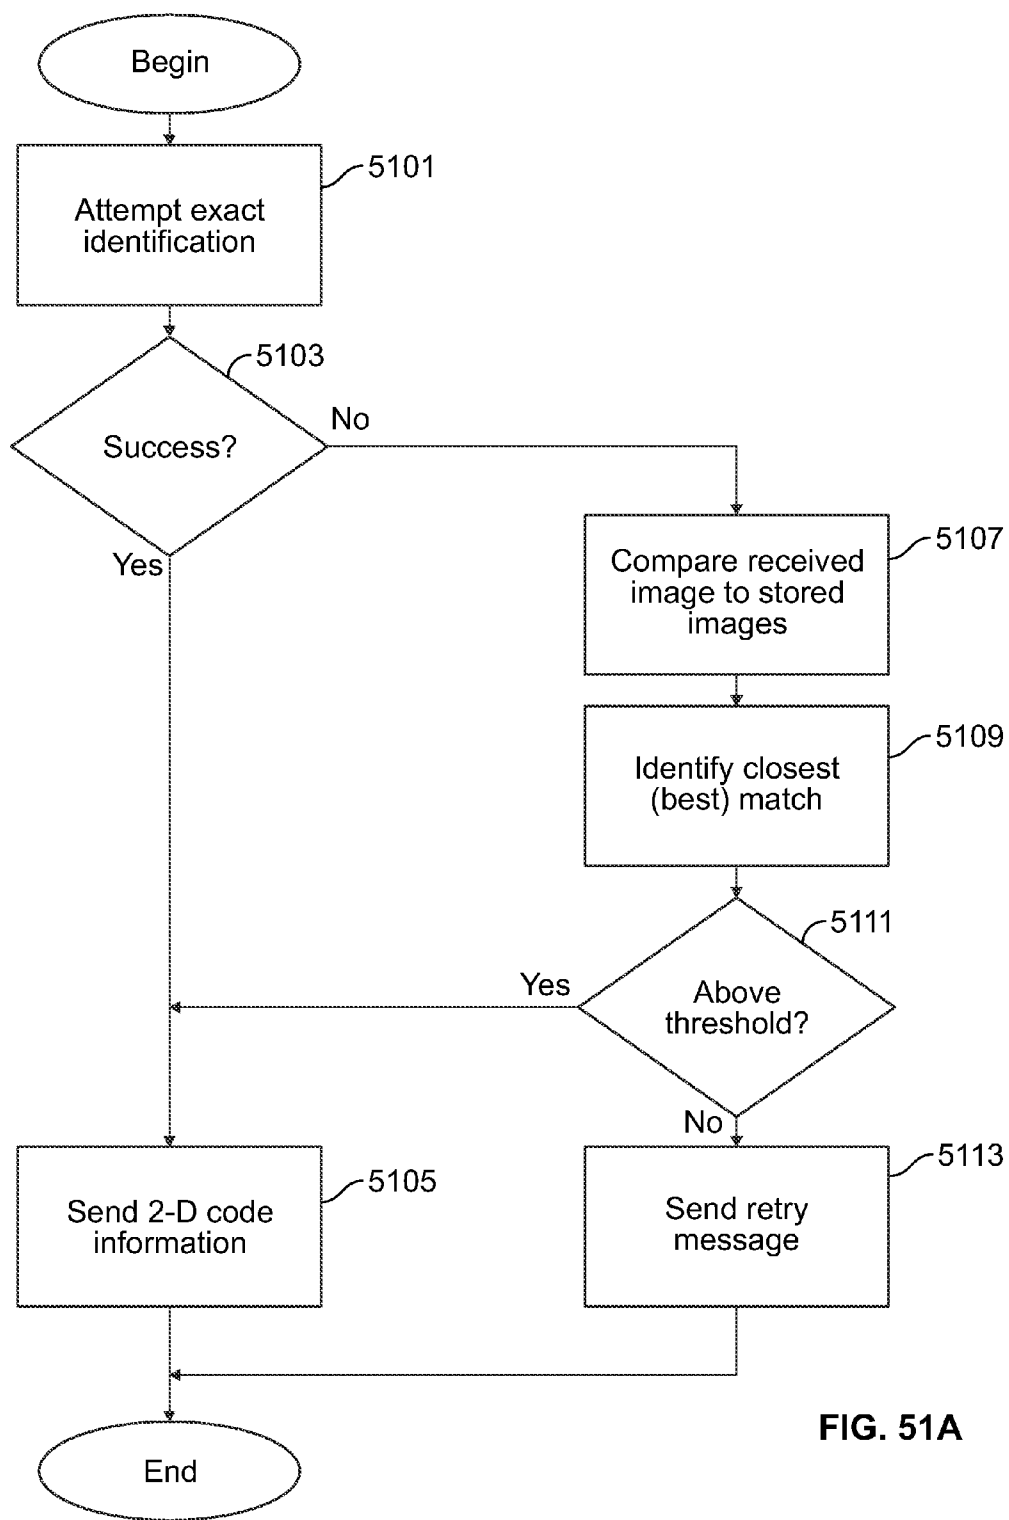 Begin
5101
Attempt exact
identification
5103
No
Success?
Yes
5107
Compare received
image to stored
images
5109
Identify closest
(best) match
5111
Yes
Above
threshold?
No
5105
Send 2-D code
information
5113
Send retry
message
FIG. 51A
End